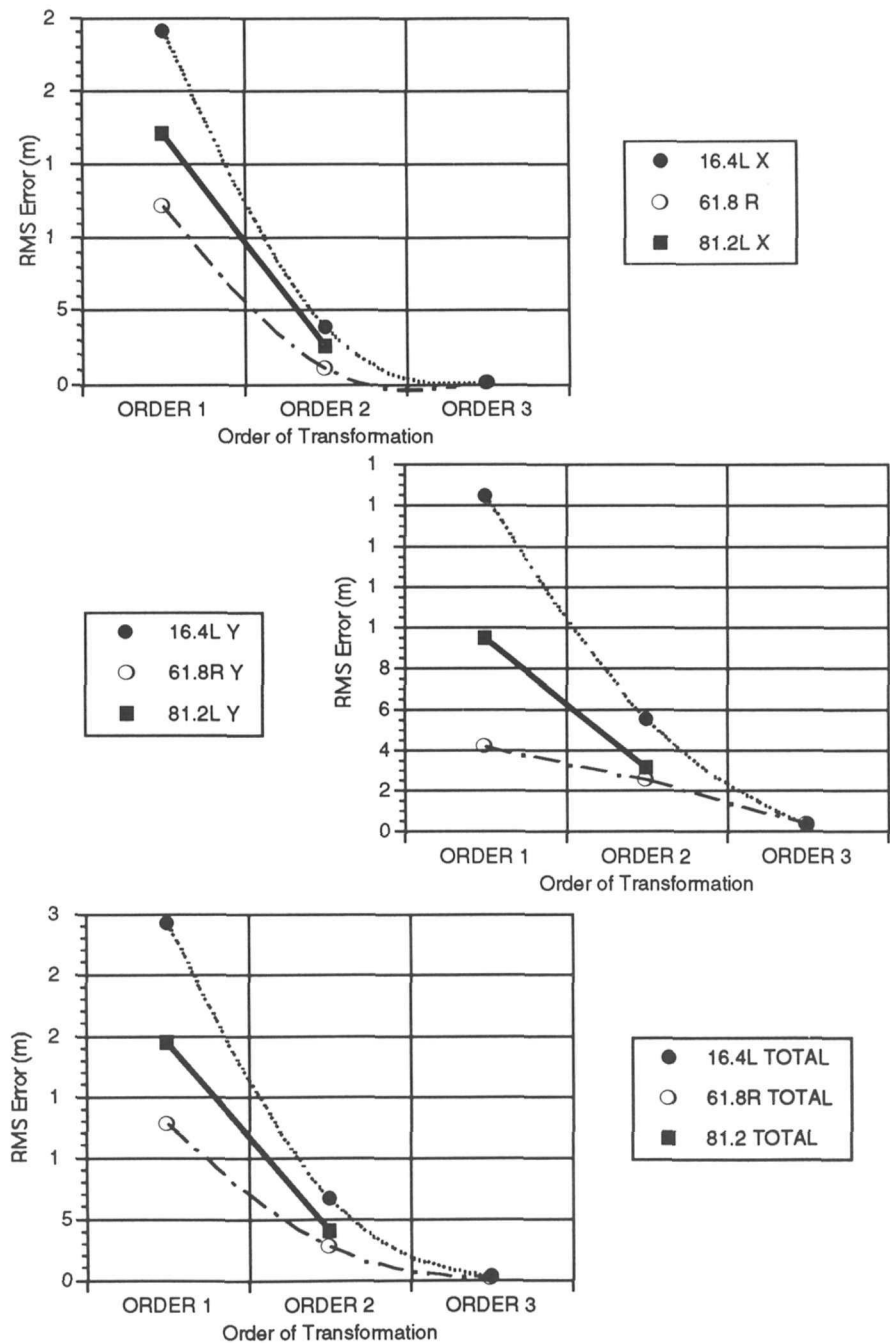 2
2
1
1
5
0
RMS Error (m)
ORDER 1 ORDER 2 ORDER 3
Order of Transformation
16.4L X
61.8 R
81.2L X
1
1
1
1
1
8
6
4
2
0
RMS Error (m)
ORDER 1 ORDER 2 ORDER 3
Order of Transformation
16.4L Y
61.8R Y
81.2L Y
3
2
2
1
1
5
0
RMS Error (m)
ORDER 1 ORDER 2 ORDER 3
Order of Transformation
16.4L TOTAL
61.8R TOTAL
81.2 TOTAL